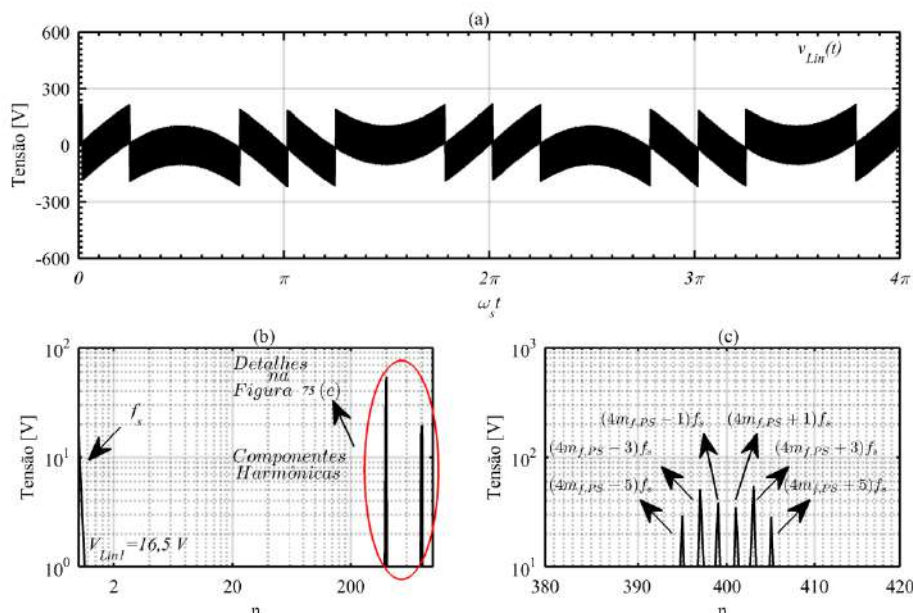 (a)
600
300
0
-300
-600
Tensão [V]
v_Lin(t)
0
π
2π
3π
4π
ω_s t
(b)
10^2
10^1
10^0
Tensão [V]
Detalhes
na
Figura 75 (c)
f_s
Componentes
Harmônicas
V_Lin1=16,5 V
2
20
200
n
(c)
10^3
10^2
10^1
Tensão [V]
(4m_f,PS − 1)f_s
(4m_f,PS + 1)f_s
(4m_f,PS − 3)f_s
(4m_f,PS + 3)f_s
(4m_f,PS − 5)f_s
(4m_f,PS + 5)f_s
380
390
400
410
420
n